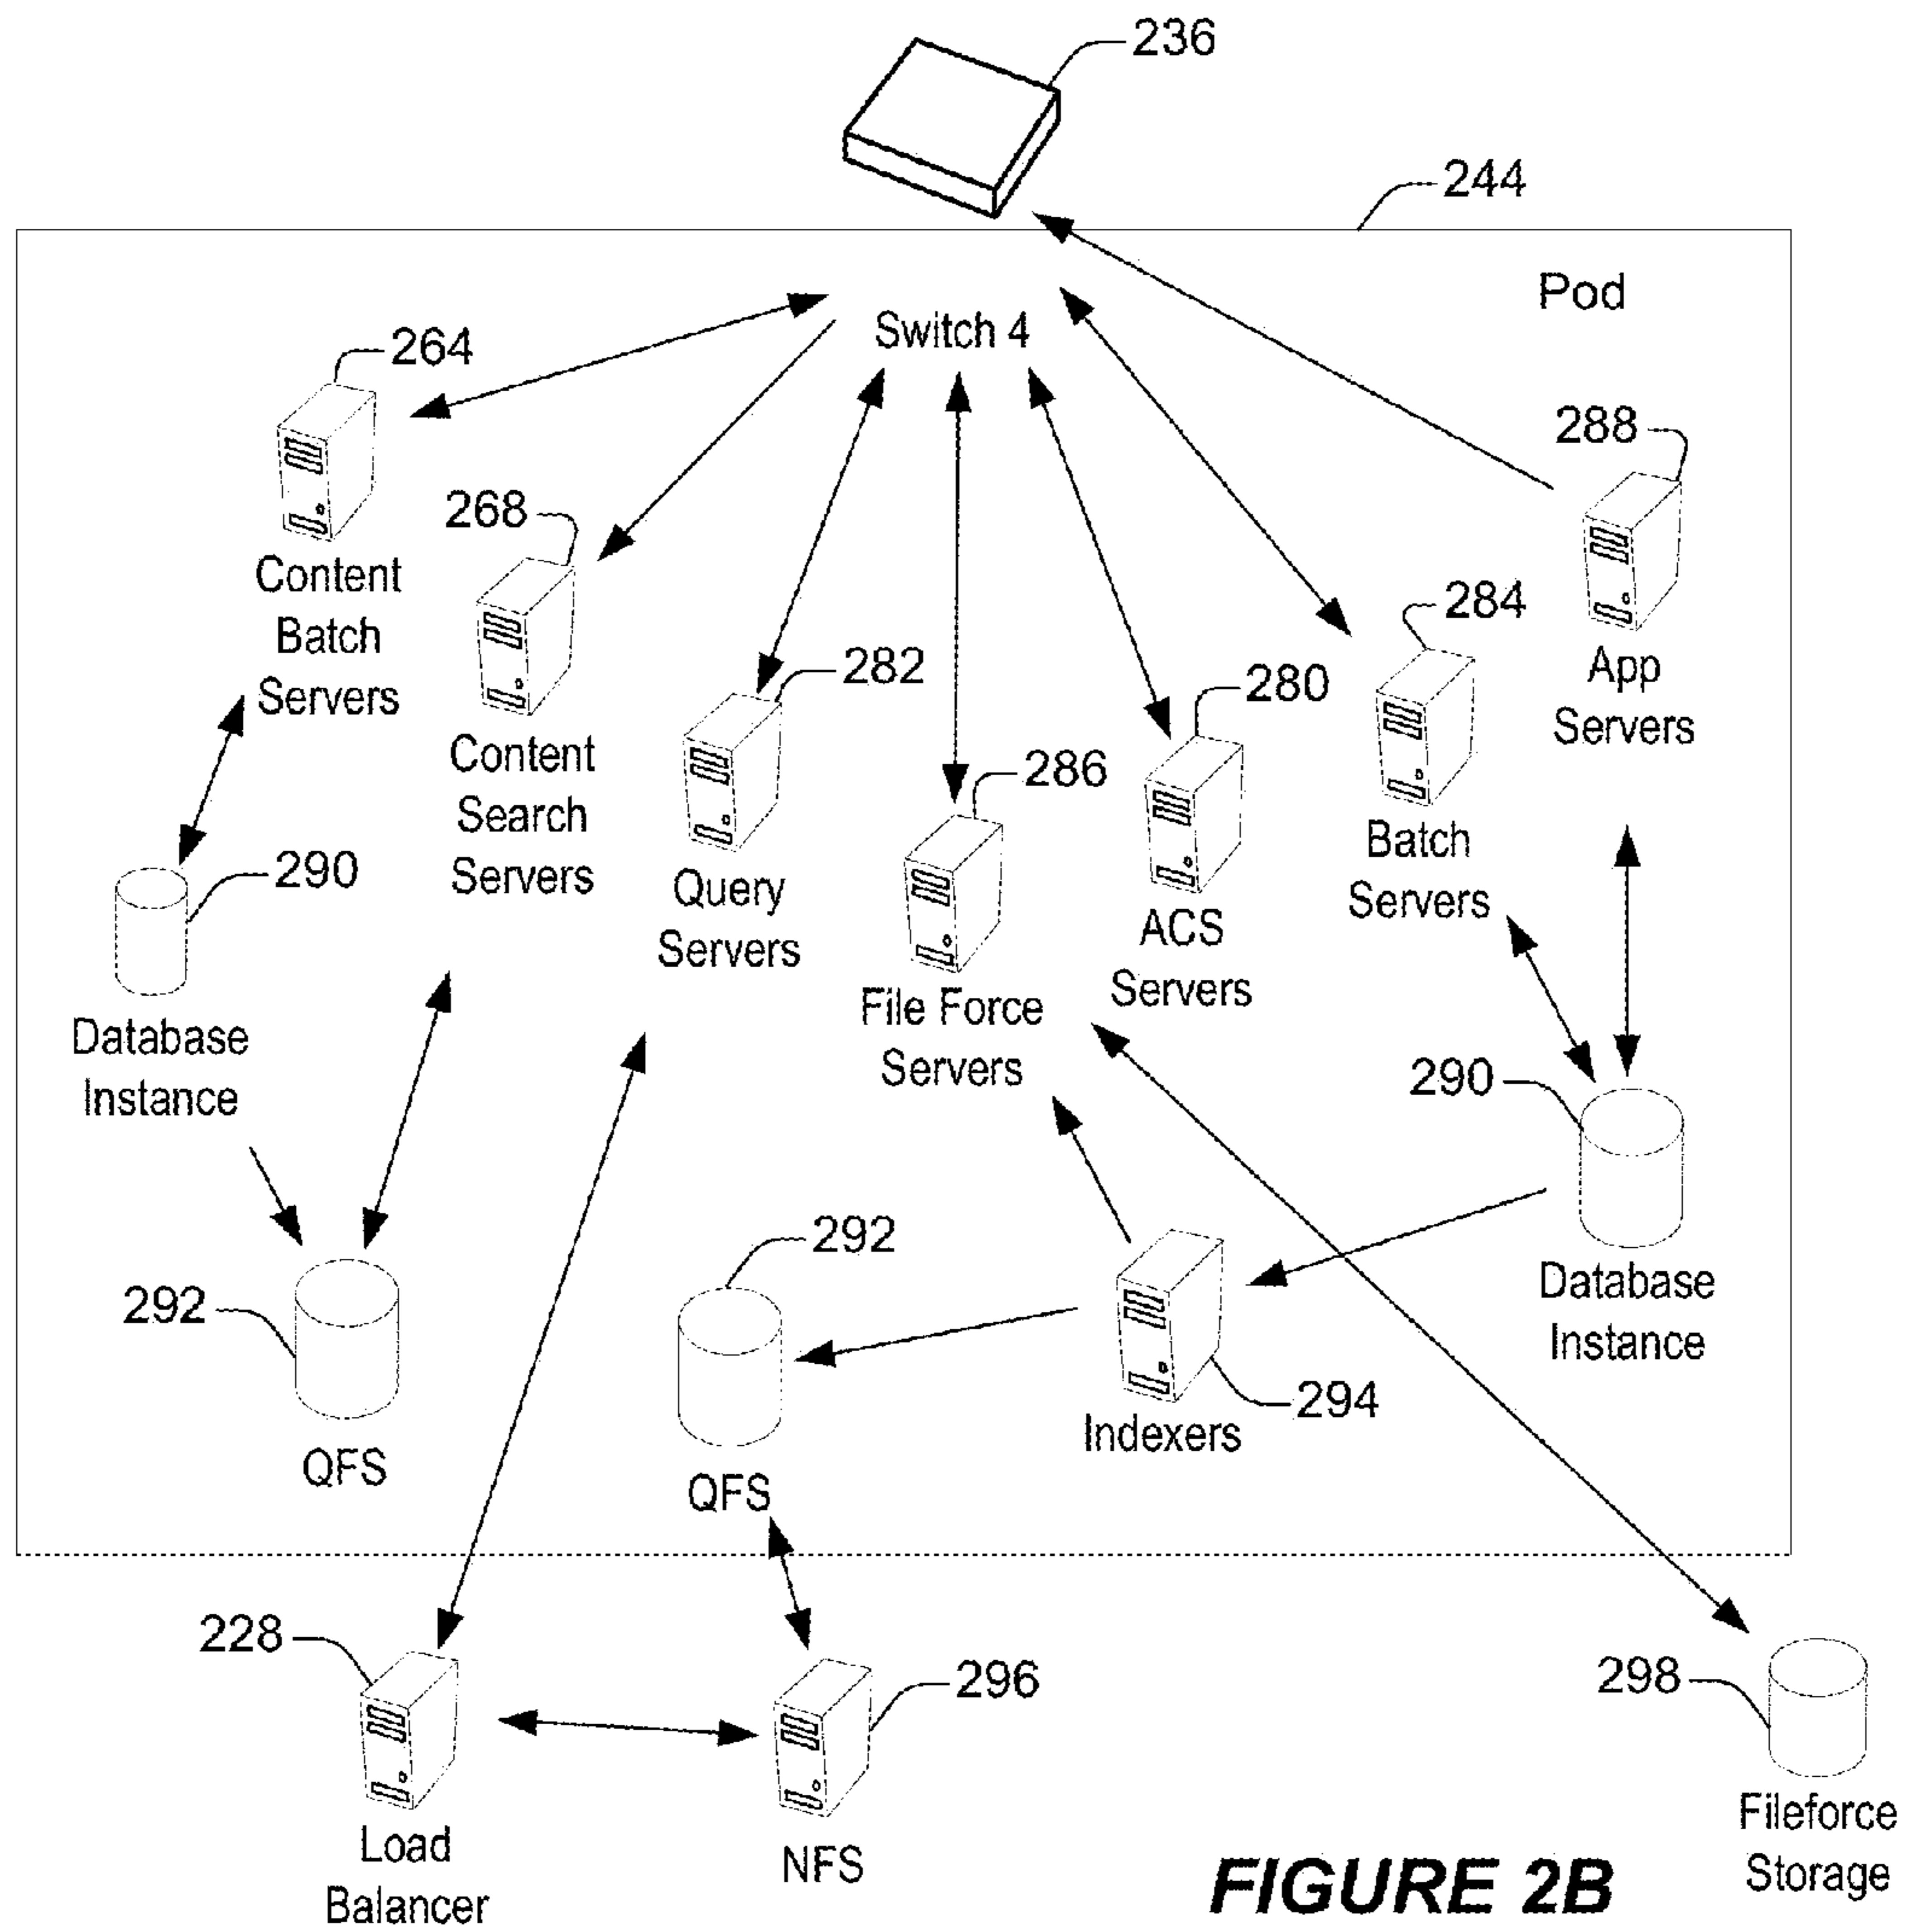 236
244
Pod
Switch 4
264
288
268
Content
Batch
Servers
284
App
Servers
282
280
Content
Search
Servers
286
Batch
Servers
290
Query
Servers
ACS
Servers
File Force
Servers
Database
Instance
290
292
292
Database
Instance
294
Indexers
QFS
QFS
228
296
298
Load
Balancer
NFS
Fileforce
Storage
FIGURE 2B